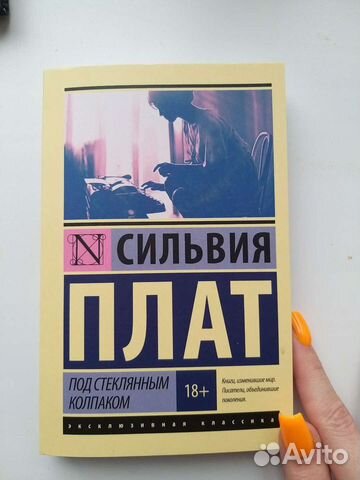 N СИЛЬВИЯ
ПЛАТ
ПОД СТЕКЛЯННЫМ
КОЛПАКОМ
18+
Книги, изменившие мир.
Писатели, объединившие
поколения.
эксклюзивная классика
Avito